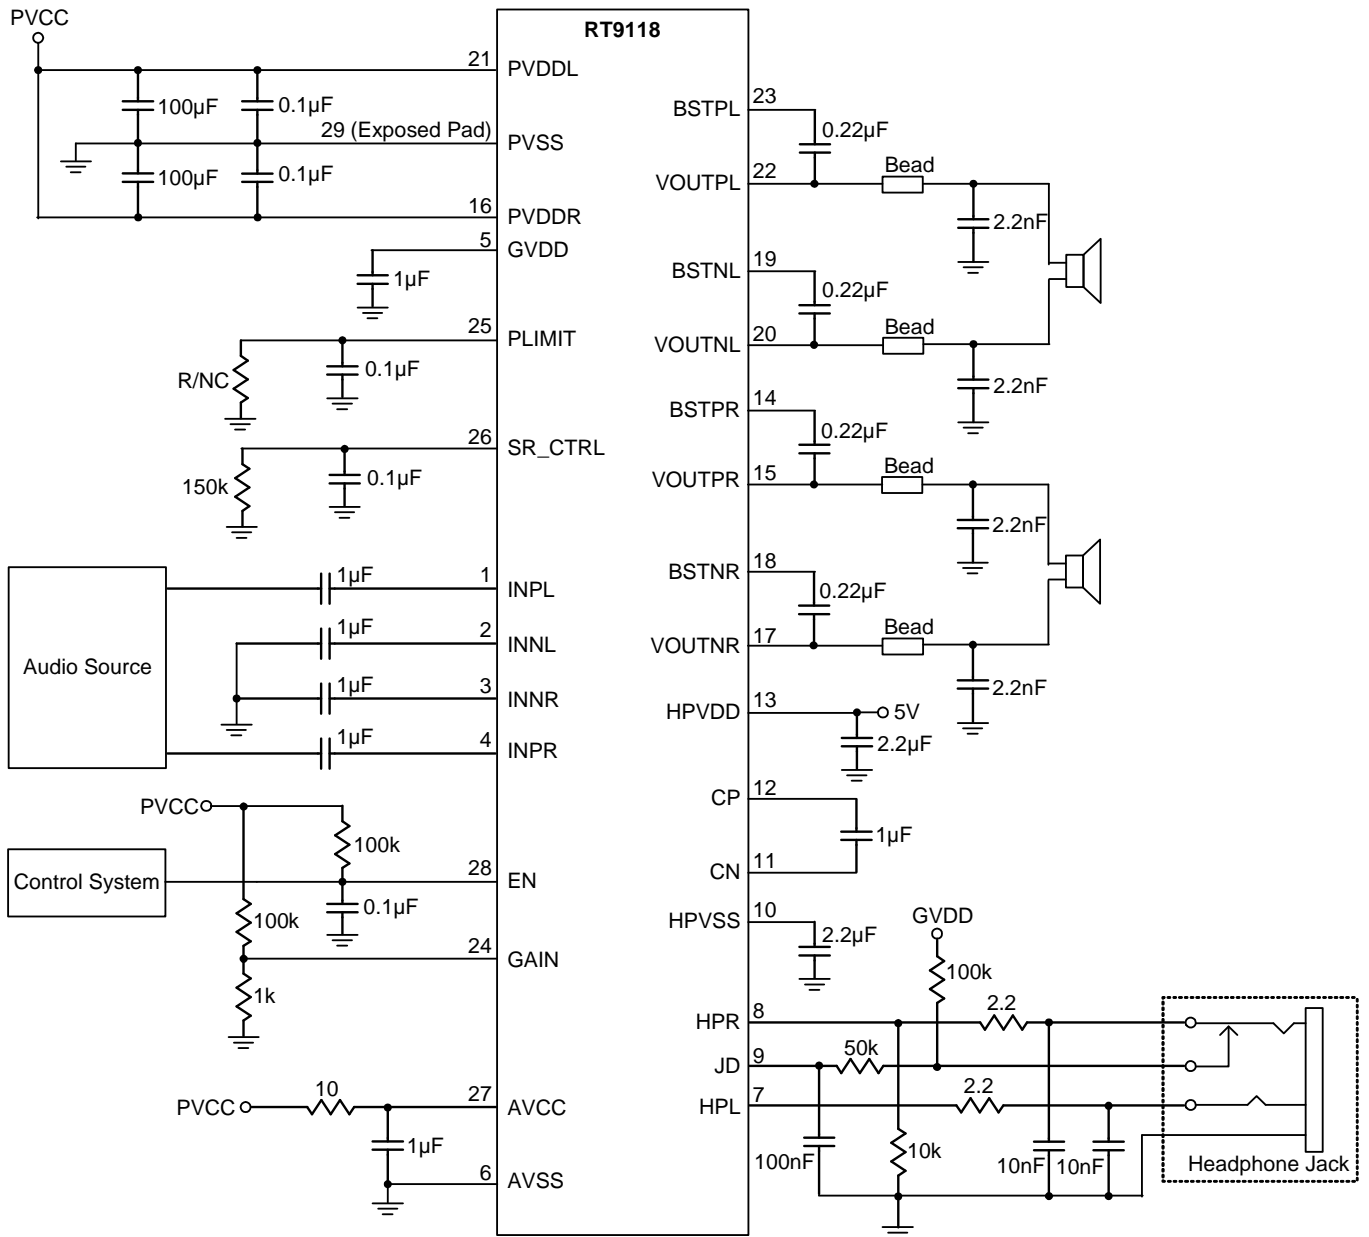 PVCC
RT9118
21 PVDDL
100µF 0.1µF
29 (Exposed Pad) PVSS
100µF 0.1µF
16 PVDDR
5 GVDD
1µF
25 PLIMIT
R/NC 0.1µF
26 SR_CTRL
150k 0.1µF
Audio Source
1µF 1 INPL
1µF 2 INNL
1µF 3 INNR
1µF 4 INPR
PVCC
100k
Control System 28 EN
0.1µF
100k
24 GAIN
1k
PVCC 10 27 AVCC
1µF
6 AVSS
BSTPL 23
0.22µF
VOUTPL 22 Bead
2.2nF
BSTNL 19
0.22µF
VOUTNL 20 Bead
2.2nF
BSTPR 14
0.22µF
VOUTPR 15 Bead
2.2nF
BSTNR 18
0.22µF
VOUTNR 17 Bead
2.2nF
HPVDD 13 5V
2.2µF
CP 12
1µF
CN 11
HPVSS 10
2.2µF
GVDD
100k
HPR 8 2.2
JD 9 50k
HPL 7 2.2
100nF 10k 10nF 10nF
Headphone Jack